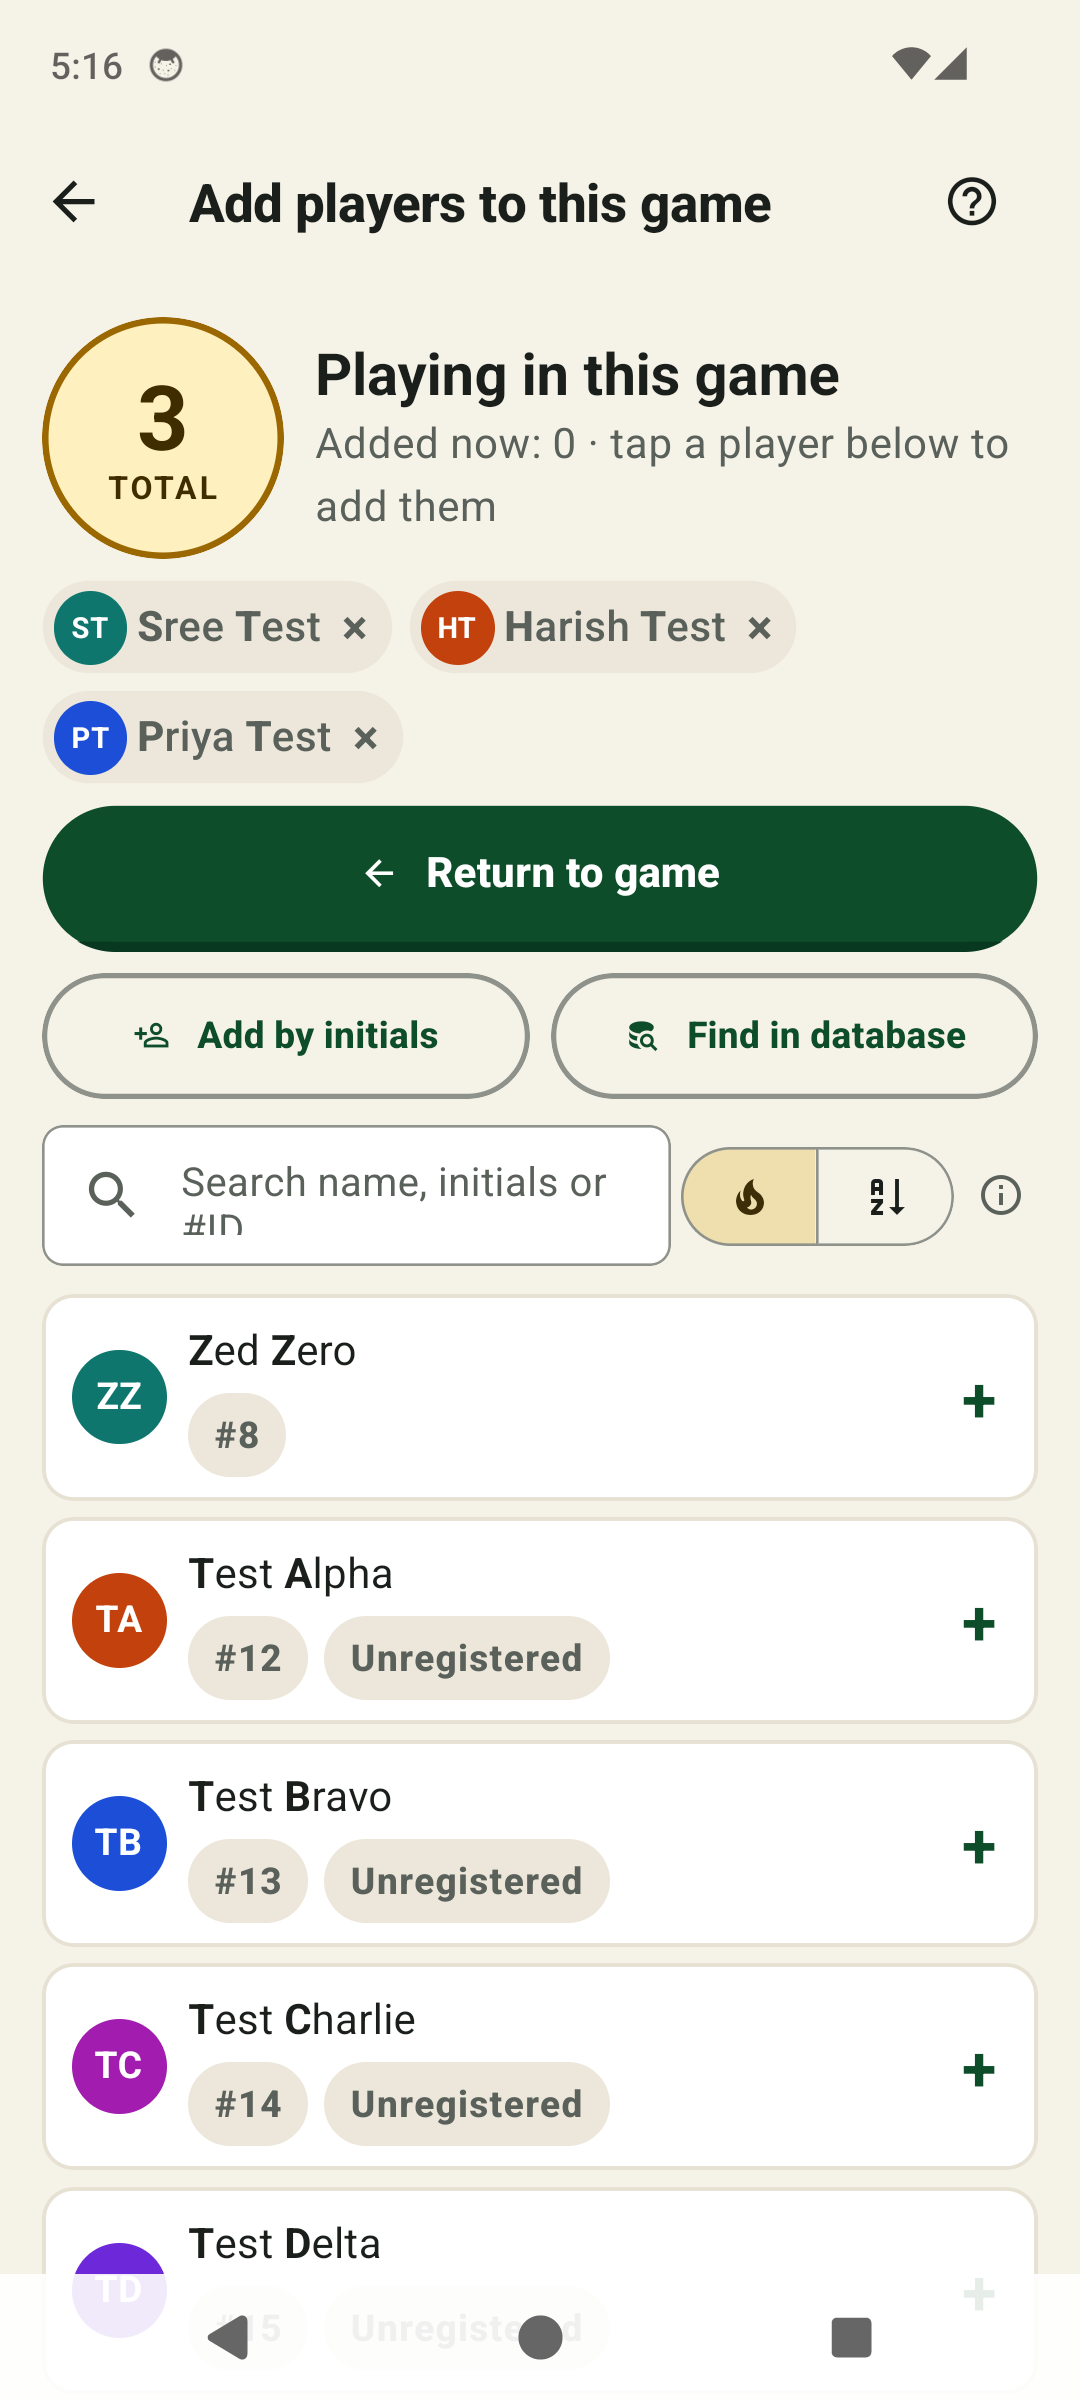 5:16
Add players to this game
3
TOTAL
Playing in this game
Added now: 0 · tap a player below to
add them
ST Sree Test × HT Harish Test ×
PT Priya Test ×
Return to game
Add by initials Find in database
Search name, initials or
#ID
ZZ Zed Zero
#8
TA Test Alpha
#12 Unregistered
TB Test Bravo
#13 Unregistered
TC Test Charlie
#14 Unregistered
TD Test Delta
Unregistered